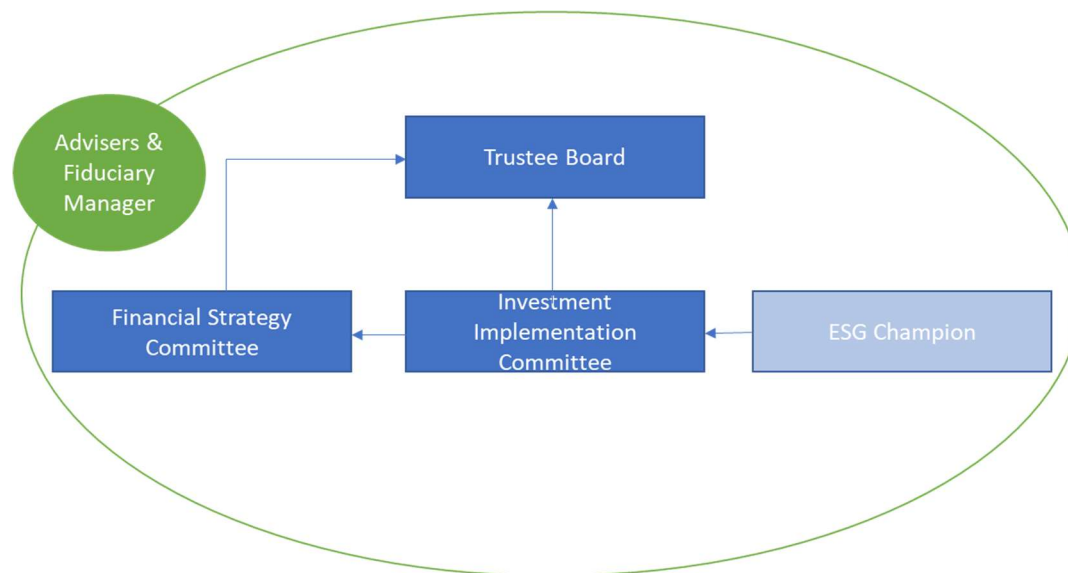 Advisers &
Fiduciary
Manager
Trustee Board
Financial Strategy
Committee
Investment
Implementation
Committee
ESG Champion